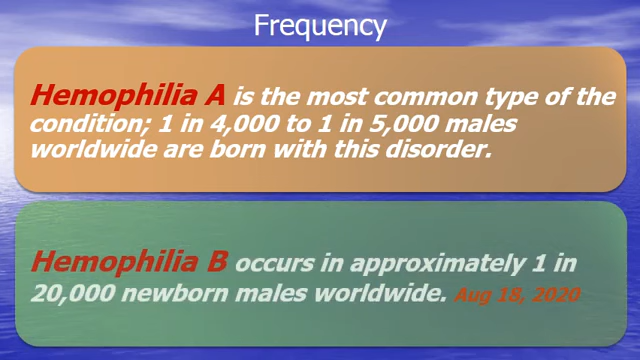 Frequency
Hemophilia A is the most common type of the
condition; 1 in 4,000 to 1 in 5,000 males
worldwide are born with this disorder.
Hemophilia B occurs in approximately 1 in
20,000 newborn males worldwide. Aug 18, 2020